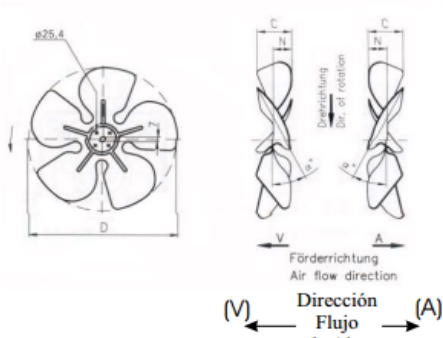 ø25,4
Z
D
C
N
C
N
Drehrichtung
Dir. of rotation
α°
α°
V
A
Förderrichtung
Air flow direction
(V)
Dirección
(A)
Flujo